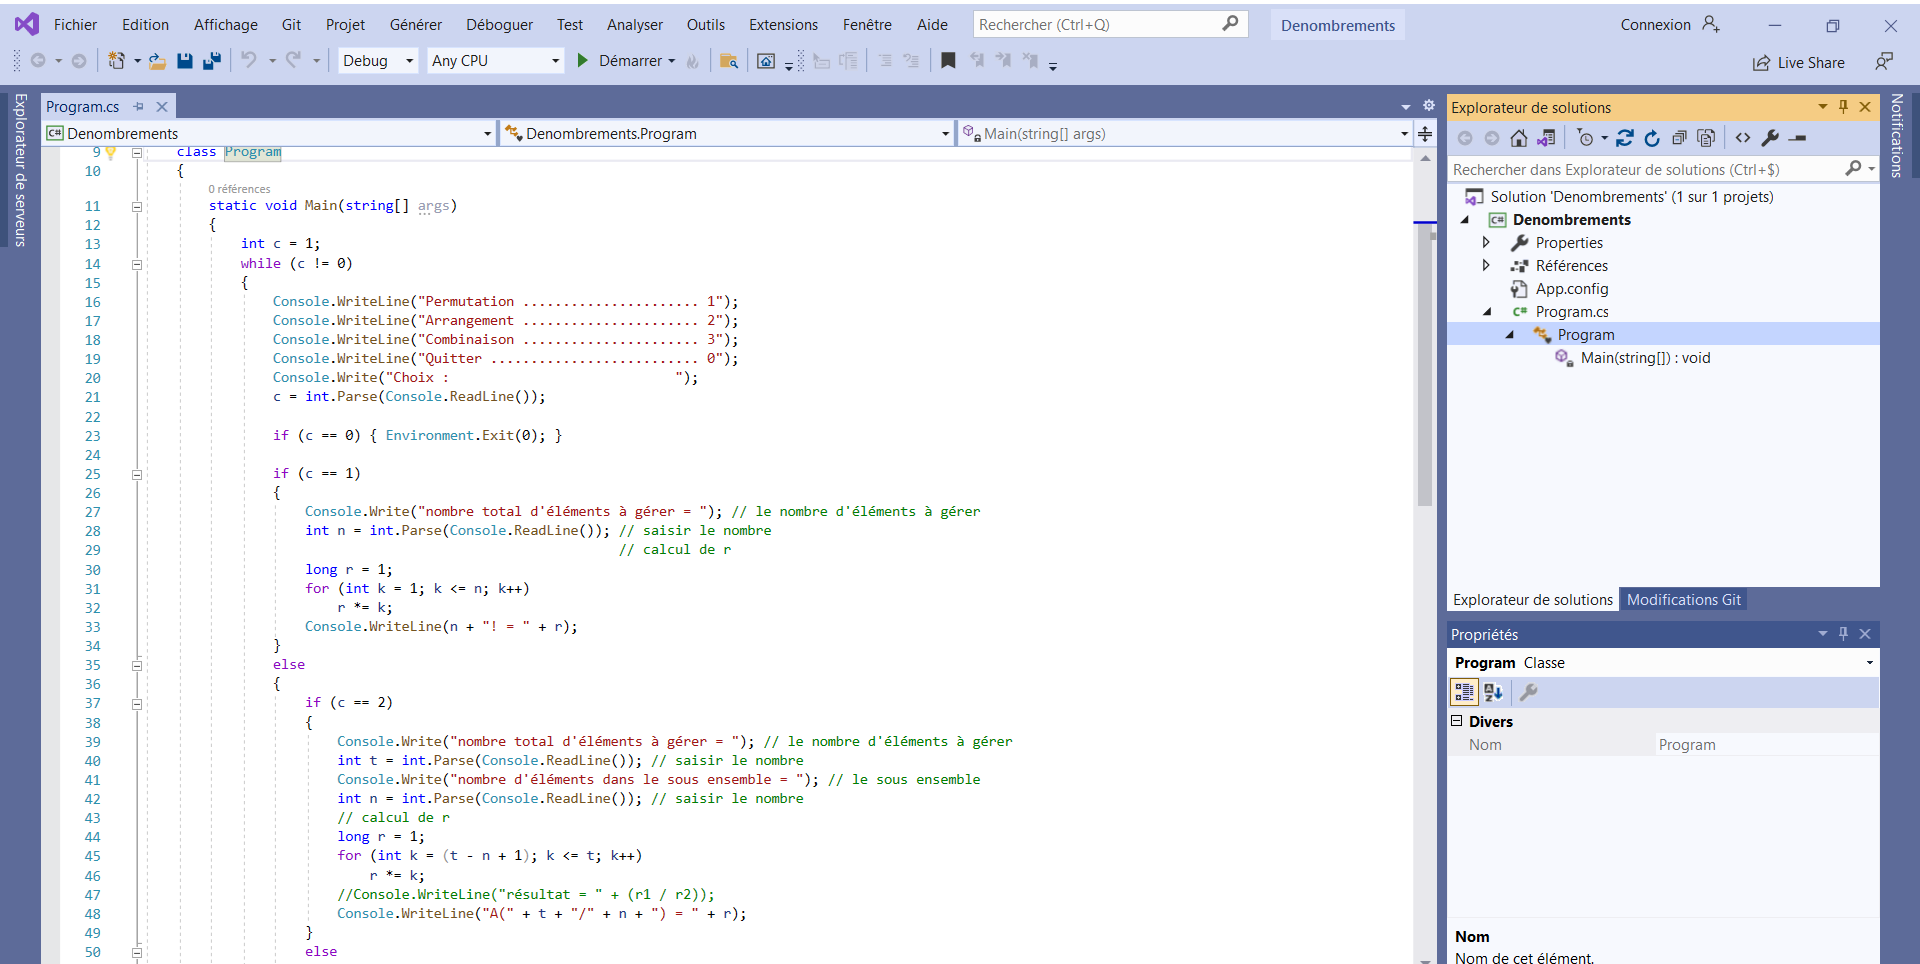 Fichier Edition Affichage Git Projet Générer Déboguer Test Analyser Outils Extensions Fenêtre Aide Rechercher (Ctrl+Q) Denombrements Connexion
Debug Any CPU Démarrer Live Share
Explorateur de serveurs
Program.cs
Denombrements Denombrements.Program Main(string[] args)
9 class Program
10 {
0 références
11 static void Main(string[] args)
12 {
13 int c = 1;
14 while (c != 0)
15 {
16 Console.WriteLine("Permutation ...................... 1");
17 Console.WriteLine("Arrangement ...................... 2");
18 Console.WriteLine("Combinaison ...................... 3");
19 Console.WriteLine("Quitter .......................... 0");
20 Console.Write("Choix :                            ");
21 c = int.Parse(Console.ReadLine());
22
23 if (c == 0) { Environment.Exit(0); }
24
25 if (c == 1)
26 {
27 Console.Write("nombre total d'éléments à gérer = "); // le nombre d'éléments à gérer
28 int n = int.Parse(Console.ReadLine()); // saisir le nombre
29 // calcul de r
30 long r = 1;
31 for (int k = 1; k <= n; k++)
32 r *= k;
33 Console.WriteLine(n + "! = " + r);
34 }
35 else
36 {
37 if (c == 2)
38 {
39 Console.Write("nombre total d'éléments à gérer = "); // le nombre d'éléments à gérer
40 int t = int.Parse(Console.ReadLine()); // saisir le nombre
41 Console.Write("nombre d'éléments dans le sous ensemble = "); // le sous ensemble
42 int n = int.Parse(Console.ReadLine()); // saisir le nombre
43 // calcul de r
44 long r = 1;
45 for (int k = (t - n + 1); k <= t; k++)
46 r *= k;
47 //Console.WriteLine("résultat = " + (r1 / r2));
48 Console.WriteLine("A(" + t + "/" + n + ") = " + r);
49 }
50 else
Explorateur de solutions
Rechercher dans Explorateur de solutions (Ctrl+$)
Solution 'Denombrements' (1 sur 1 projets)
C# Denombrements
Properties
Références
App.config
C# Program.cs
Program
Main(string[]) : void
Explorateur de solutions Modifications Git
Propriétés
Program Classe
Divers
Nom Program
Nom
Nom de cet élément.
Notifications